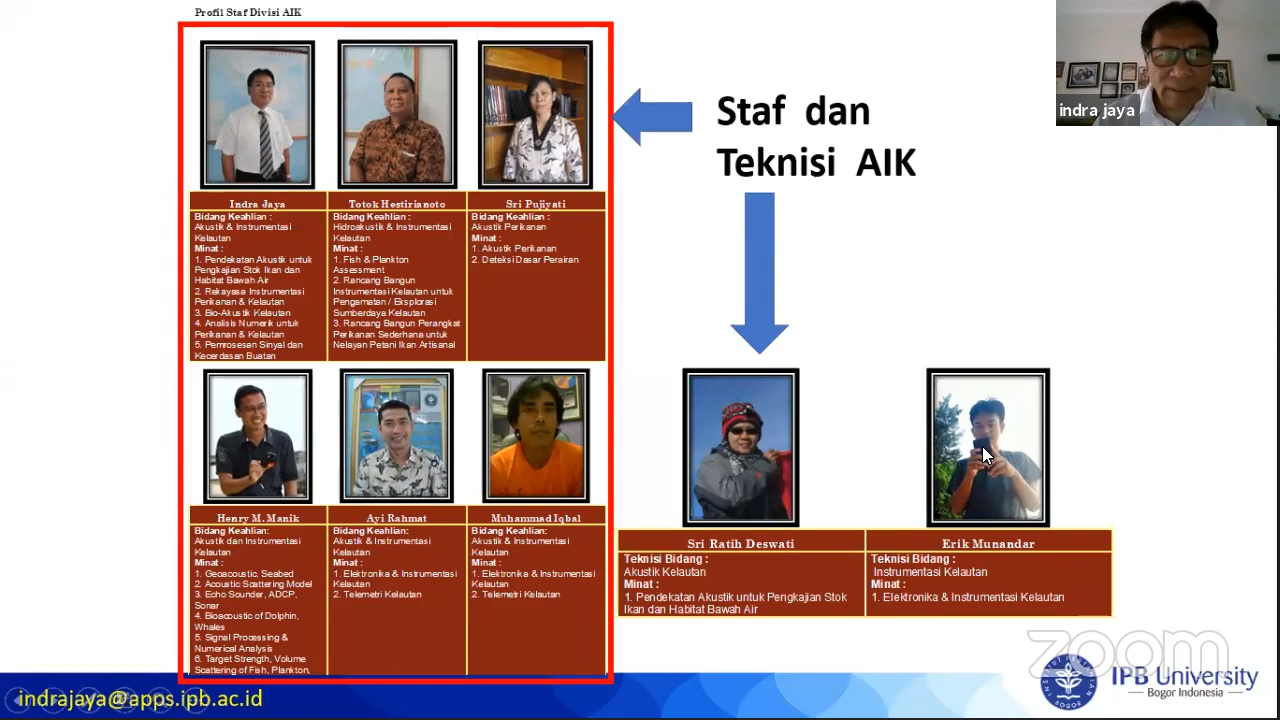 Profil Staf Divisi AIK
indra jaya
Staf dan
Teknisi AIK
Indra Jaya
Bidang Keahlian :
Akustik & Instrumentasi
Kelautan
Minat :
1. Pendekatan Akustik untuk
Pengkajian Stok Ikan dan
Habitat Bawah Air
2. Rekayasa Instrumentasi
Perikanan & Kelautan
3. Bio-Akustik Kelautan
4. Analisis Numerik untuk
Perikanan & Kelautan
5. Pemrosesan Sinyal dan
Kecerdasan Buatan
Totok Hestirianoto
Bidang Keahlian :
Hidroakustik & Instrumentasi
Kelautan
Minat :
1. Fish & Plankton
Assessment
2. Rancang Bangun
Instrumentasi Kelautan untuk
Pengamatan / Eksplorasi
Sumberdaya Kelautan
3. Rancang Bangun Perangkat
Perikanan Sederhana untuk
Nelayan Petani Ikan Artisanal
Sri Pujiyati
Bidang Keahlian :
Akustik Perikanan
Minat :
1. Akustik Perikanan
2. Deteksi Dasar Perairan
Henry M. Manik
Bidang Keahlian:
Akustik dan Instrumentasi
Kelautan
Minat :
1. Geoacoustic, Seabed
2. Acoustic Scattering Model
3. Echo Sounder, ADCP,
Sonar
4. Bioacoustic of Dolphin,
Whales
5. Signal Processing &
Numerical Analysis
6. Target Strength, Volume
Scattering of Fish, Plankton,
Ayi Rahmat
Bidang Keahlian:
Akustik & Instrumentasi
Kelautan
Minat :
1. Elektronika & Instrumentasi
Kelautan
2. Telemetri Kelautan
Muhammad Iqbal
Bidang Keahlian:
Akustik & Instrumentasi
Kelautan
Minat :
1. Elektronika & Instrumentasi
Kelautan
2. Telemetri Kelautan
Sri Ratih Deswati
Teknisi Bidang :
Akustik Kelautan
Minat :
1. Pendekatan Akustik untuk Pengkajian Stok
Ikan dan Habitat Bawah Air
Erik Munandar
Teknisi Bidang :
Instrumentasi Kelautan
Minat :
1. Elektronika & Instrumentasi Kelautan
zoom
indrajaya@apps.ipb.ac.id
IPB University
Bogor Indonesia